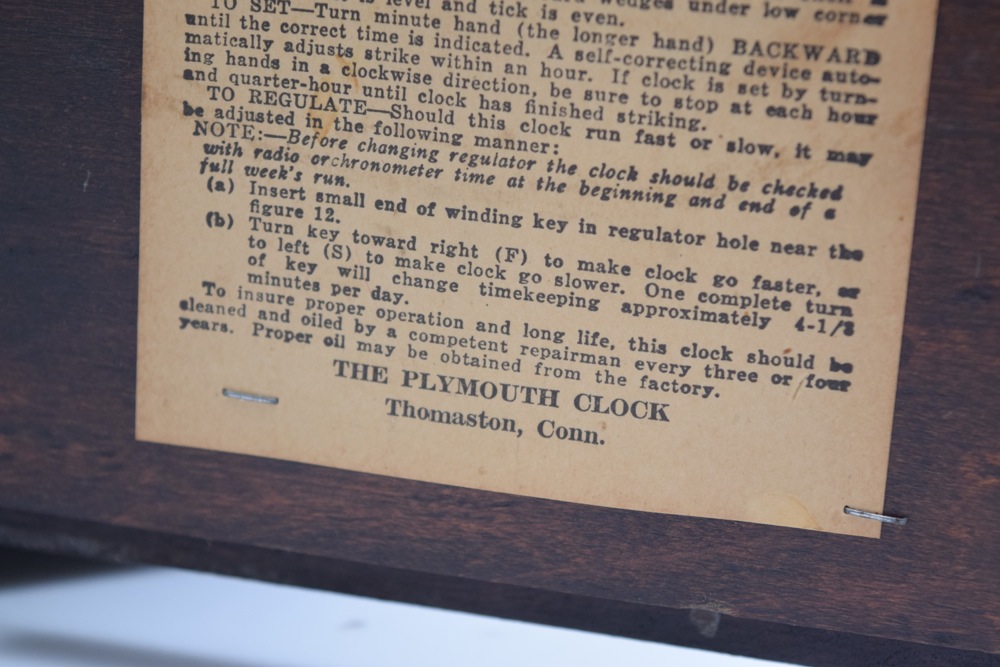 is level and tick is even. wedges under low corner
TO SET—Turn minute hand (the longer hand) BACKWARD
until the correct time is indicated. A self-correcting device auto-
matically adjusts strike within an hour. If clock is set by turn-
ing hands in a clockwise direction, be sure to stop at each hour
and quarter-hour until clock has finished striking.
TO REGULATE—Should this clock run fast or slow, it may
be adjusted in the following manner:
NOTE:—Before changing regulator the clock should be checked
with radio orchronometer time at the beginning and end of a
full week's run.
(a) Insert small end of winding key in regulator hole near the
figure 12.
(b) Turn key toward right (F) to make clock go faster, or
to left (S) to make clock go slower. One complete turn
of key will change timekeeping approximately 4-1/2
minutes per day.
To insure proper operation and long life, this clock should be
cleaned and oiled by a competent repairman every three or four
years. Proper oil may be obtained from the factory.
THE PLYMOUTH CLOCK
Thomaston, Conn.